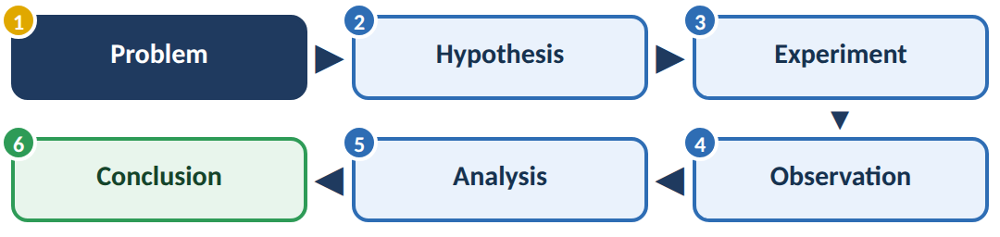 1
Problem
2
Hypothesis
3
Experiment
4
Observation
5
Analysis
6
Conclusion